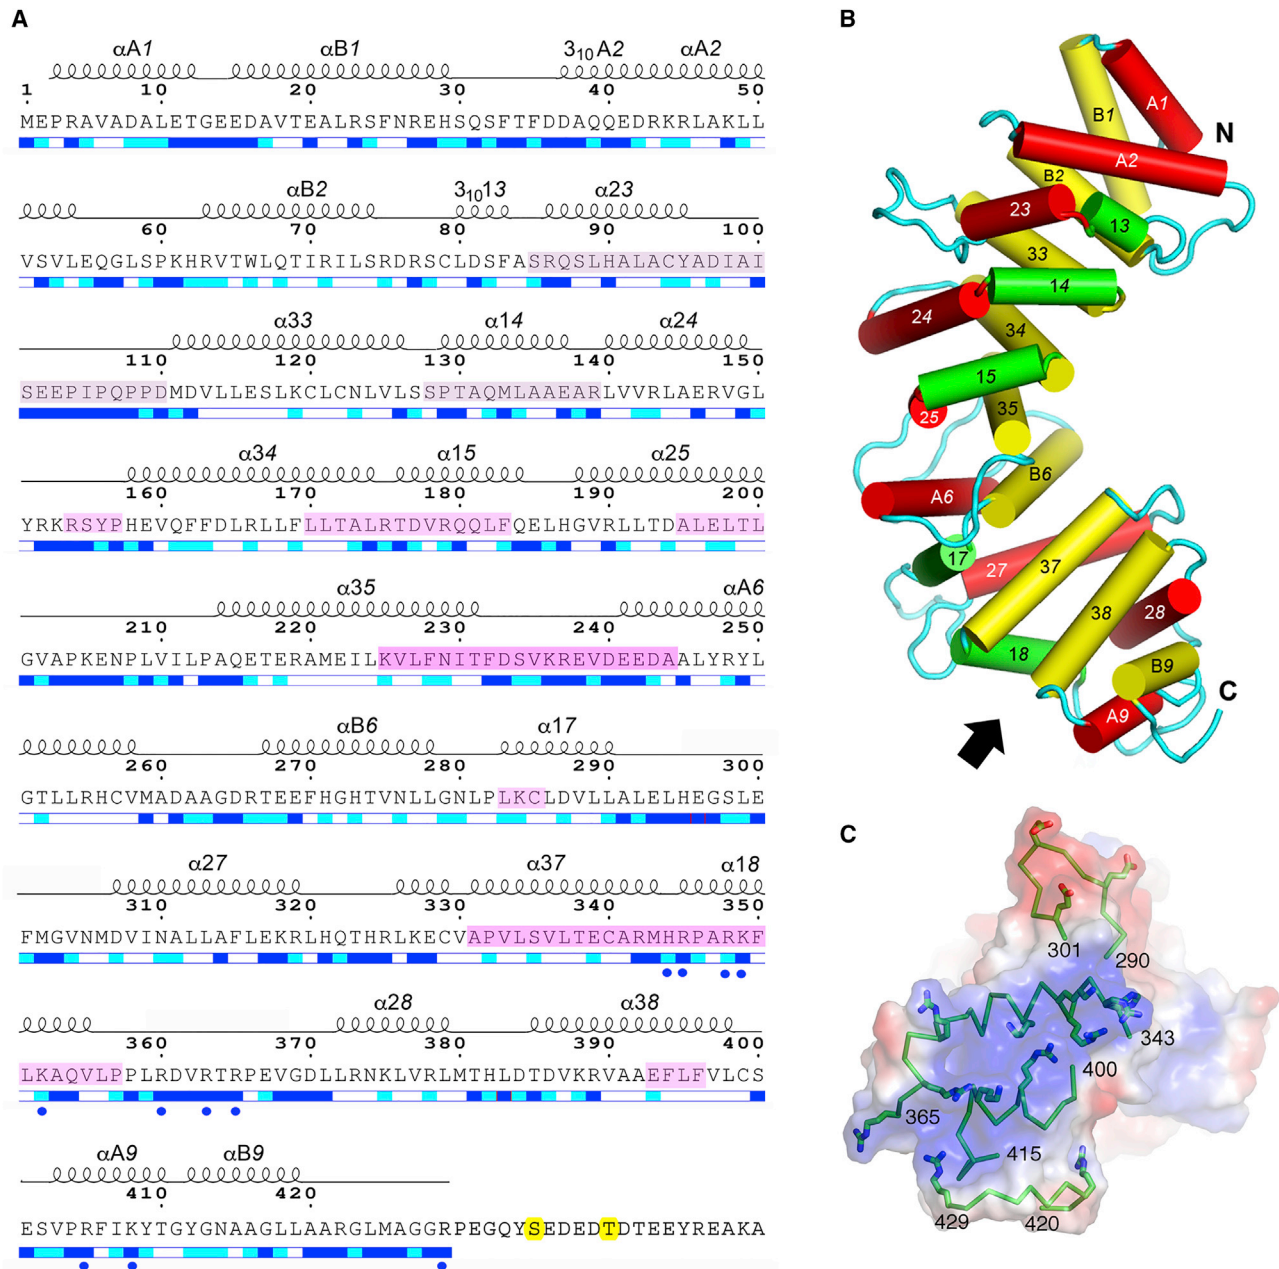 A
αA1 αB1 3₁₀A2 αA2
1 10 20 30 40 50
MEPRAVADALETGEEDAVTEALRSFNREHSQSFTFDDAQQEDRKRLAKLL
αB2 3₁₀13 α23
60 70 80 90 100
VSVLEQGLSPKHRVTWLQTIRILSRDRSCLDSFASRQSLHALACYADIAI
α33 α14 α24
110 120 130 140 150
SEEPIPQPPDMDVLLESLKCLCNLVLSSPTAQMLAAEARLVVRLAERVGL
α34 α15 α25
160 170 180 190 200
YRKRSYPHEVQFFDLRLLFLLTALRTDVRQQLFQELHGVRLLTDALELTL
α35 αA6
210 220 230 240 250
GVAPKENPLVILPAQETERAMEILKVLFNITFDSVKREVDEEDAALYRYL
αB6 α17
260 270 280 290 300
GTLLRHCVMADAAGDRTEEFHGHTVNLLGNLPLKCLDVLLALELHEGSLE
α27 α37 α18
310 320 330 340 350
FMGVNMDVINALLAFLEKRLHQTHRLKECVAPVLSVLTECARMHRPARKF
α28 α38
360 370 380 390 400
LKAQVLPPLRDVRTRPEVGDLLRNKLVRLMTHLDTDVKRVAAEFLFVLCS
αA9 αB9
410 420
ESVPRFIKYTGYGNAAGLLAARGLMAGGRPEGQYSEDEDTDTEEYREAKA
B
A1
B1
N
A2
B2
23
13
33
14
24
34
15
25
35
B6
A6
17
27
37
38
28
18
B9
C
A9
C
301
290
343
400
365
415
429
420